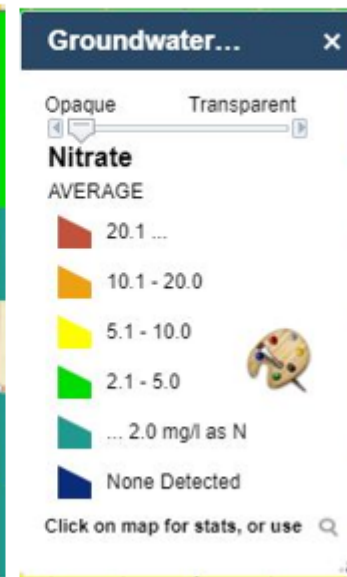 Groundwater...
Opaque Transparent
Nitrate
AVERAGE
20.1 ...
10.1 - 20.0
5.1 - 10.0
2.1 - 5.0
... 2.0 mg/l as N
None Detected
Click on map for stats, or use